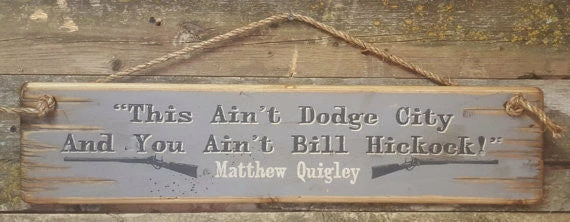 “This Ain't Dodge City
And You Ain't Bill Hickock!”
Matthew Quigley